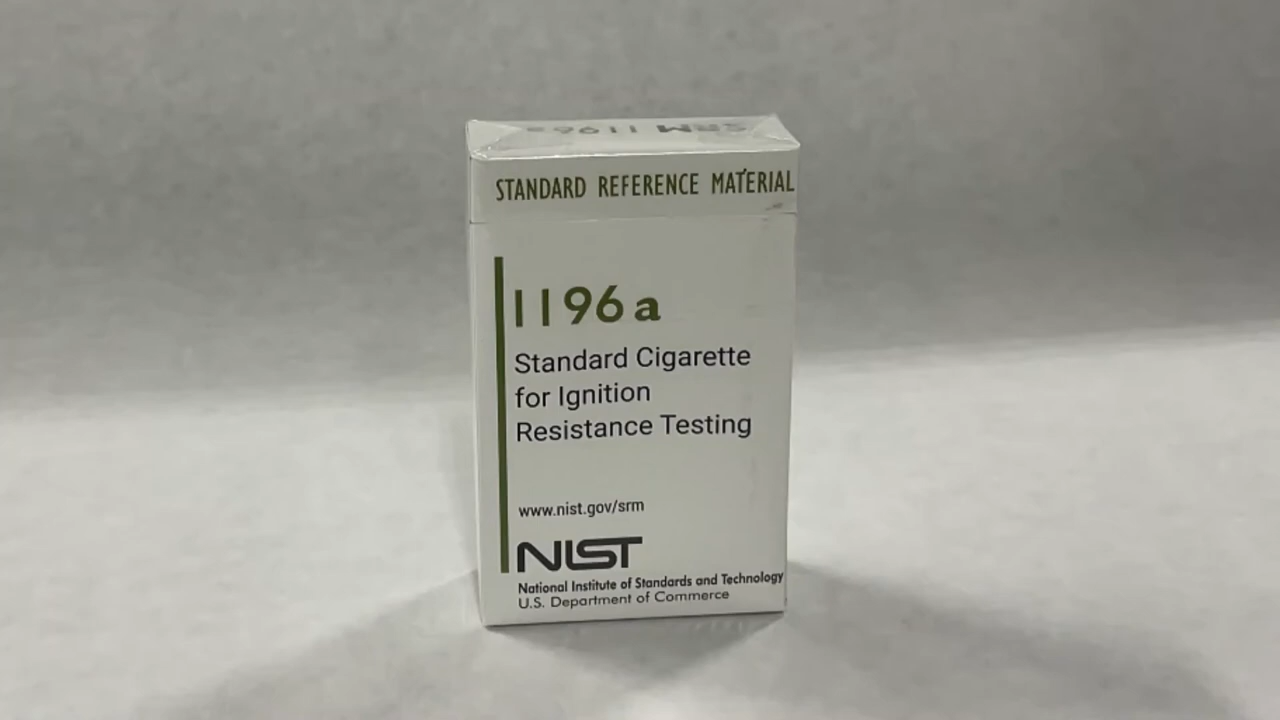 SRM 1196a
STANDARD REFERENCE MATERIAL
1196a
Standard Cigarette
for Ignition
Resistance Testing
www.nist.gov/srm
NIST
National Institute of Standards and Technology
U.S. Department of Commerce